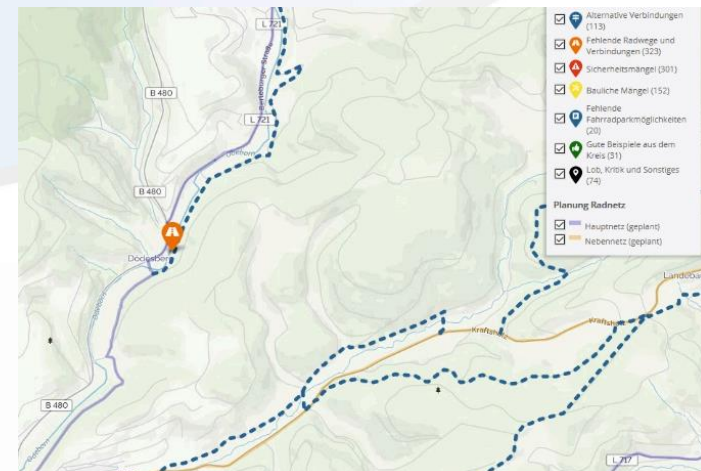 Alternative Verbindungen
(113)
Fehlende Radwege und
Verbindungen (323)
Sicherheitsmängel (301)
Bauliche Mängel (152)
Fehlende
Fahrradparkmöglichkeiten
(20)
Gute Beispiele aus dem
Kreis (31)
Lob, Kritik und Sonstiges
(74)
Planung Radnetz
Hauptnetz (geplant)
Nebennetz (geplant)
L 721
B 480
L 721
B 480
Kraftsholz
Kraftsholz
B 480
L 717